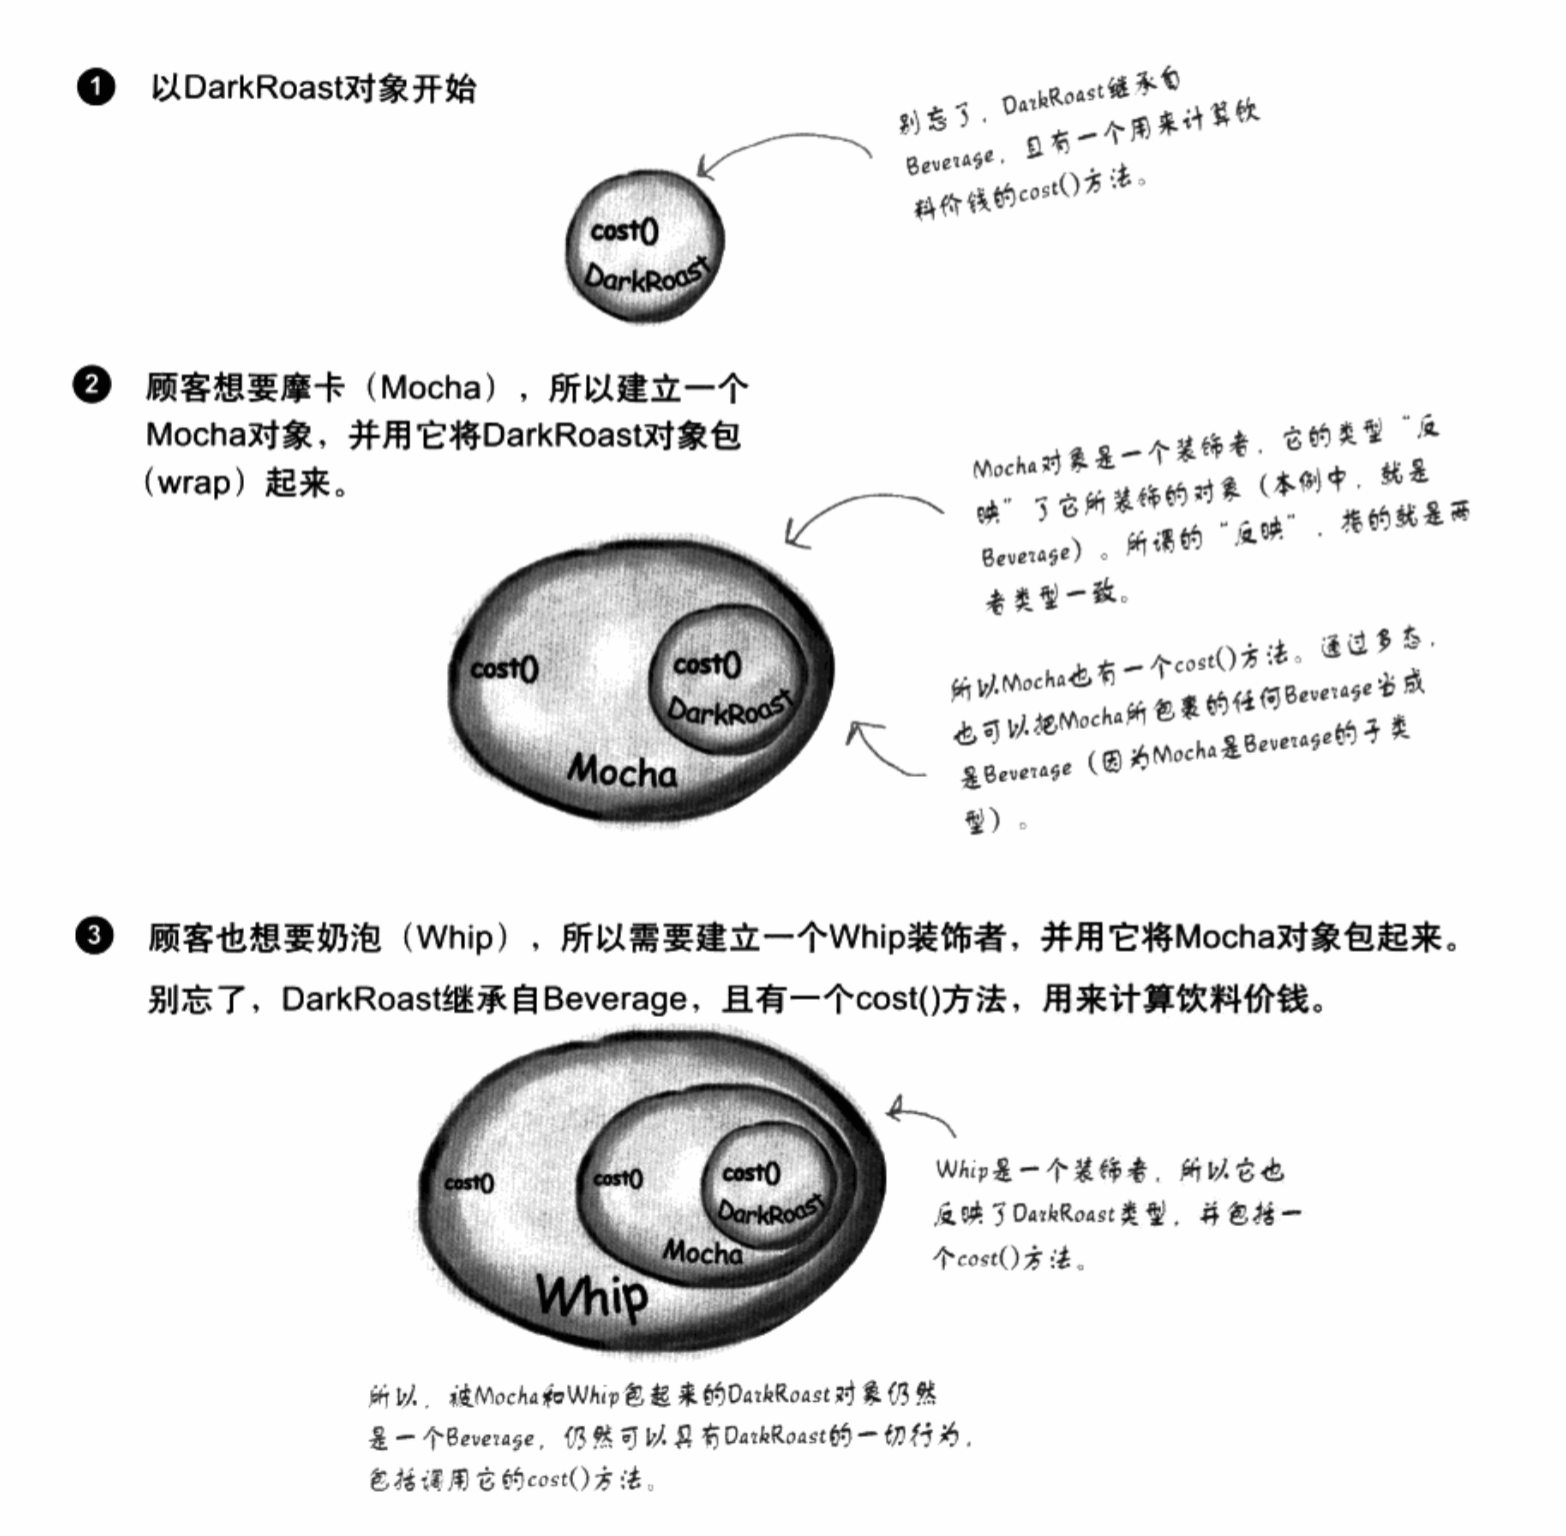 1 以DarkRoast对象开始
别忘了，DarkRoast继承自
Beverage，且有一个用来计算饮
料价钱的cost()方法。
cost()
DarkRoast
2 顾客想要摩卡（Mocha），所以建立一个
Mocha对象，并用它将DarkRoast对象包
（wrap）起来。
Mocha对象是一个装饰者，它的类型“反
映”了它所装饰的对象（本例中，就是
Beverage）。所谓的“反映”，指的就是两
者类型一致。
cost()
cost()
DarkRoast
Mocha
所以Mocha也有一个cost()方法。通过多态，
也可以把Mocha所包裹的任何Beverage当成
是Beverage（因为Mocha是Beverage的子类
型）。
3 顾客也想要奶泡（Whip），所以需要建立一个Whip装饰者，并用它将Mocha对象包起来。
别忘了，DarkRoast继承自Beverage，且有一个cost()方法，用来计算饮料价钱。
cost()
cost()
cost()
DarkRoast
Mocha
Whip
Whip是一个装饰者，所以它也
反映了DarkRoast类型，并包括一
个cost()方法。
所以，被Mocha和Whip包起来的DarkRoast对象仍然
是一个Beverage，仍然可以具有DarkRoast的一切行为，
包括调用它的cost()方法。